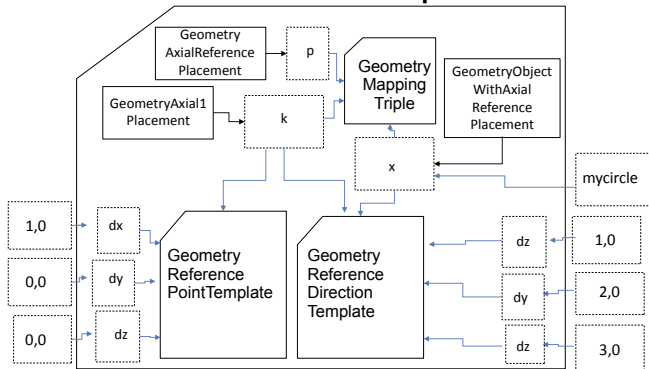 Geometry
AxialReference
Placement
p
Geometry
Mapping
Triple
GeometryObject
WithAxial
Reference
Placement
GeometryAxial1
Placement
k
x
mycircle
1,0
dx
Geometry
Reference
PointTemplate
Geometry
Reference
Direction
Template
dz
1,0
0,0
dy
dy
2,0
0,0
dz
dz
3,0